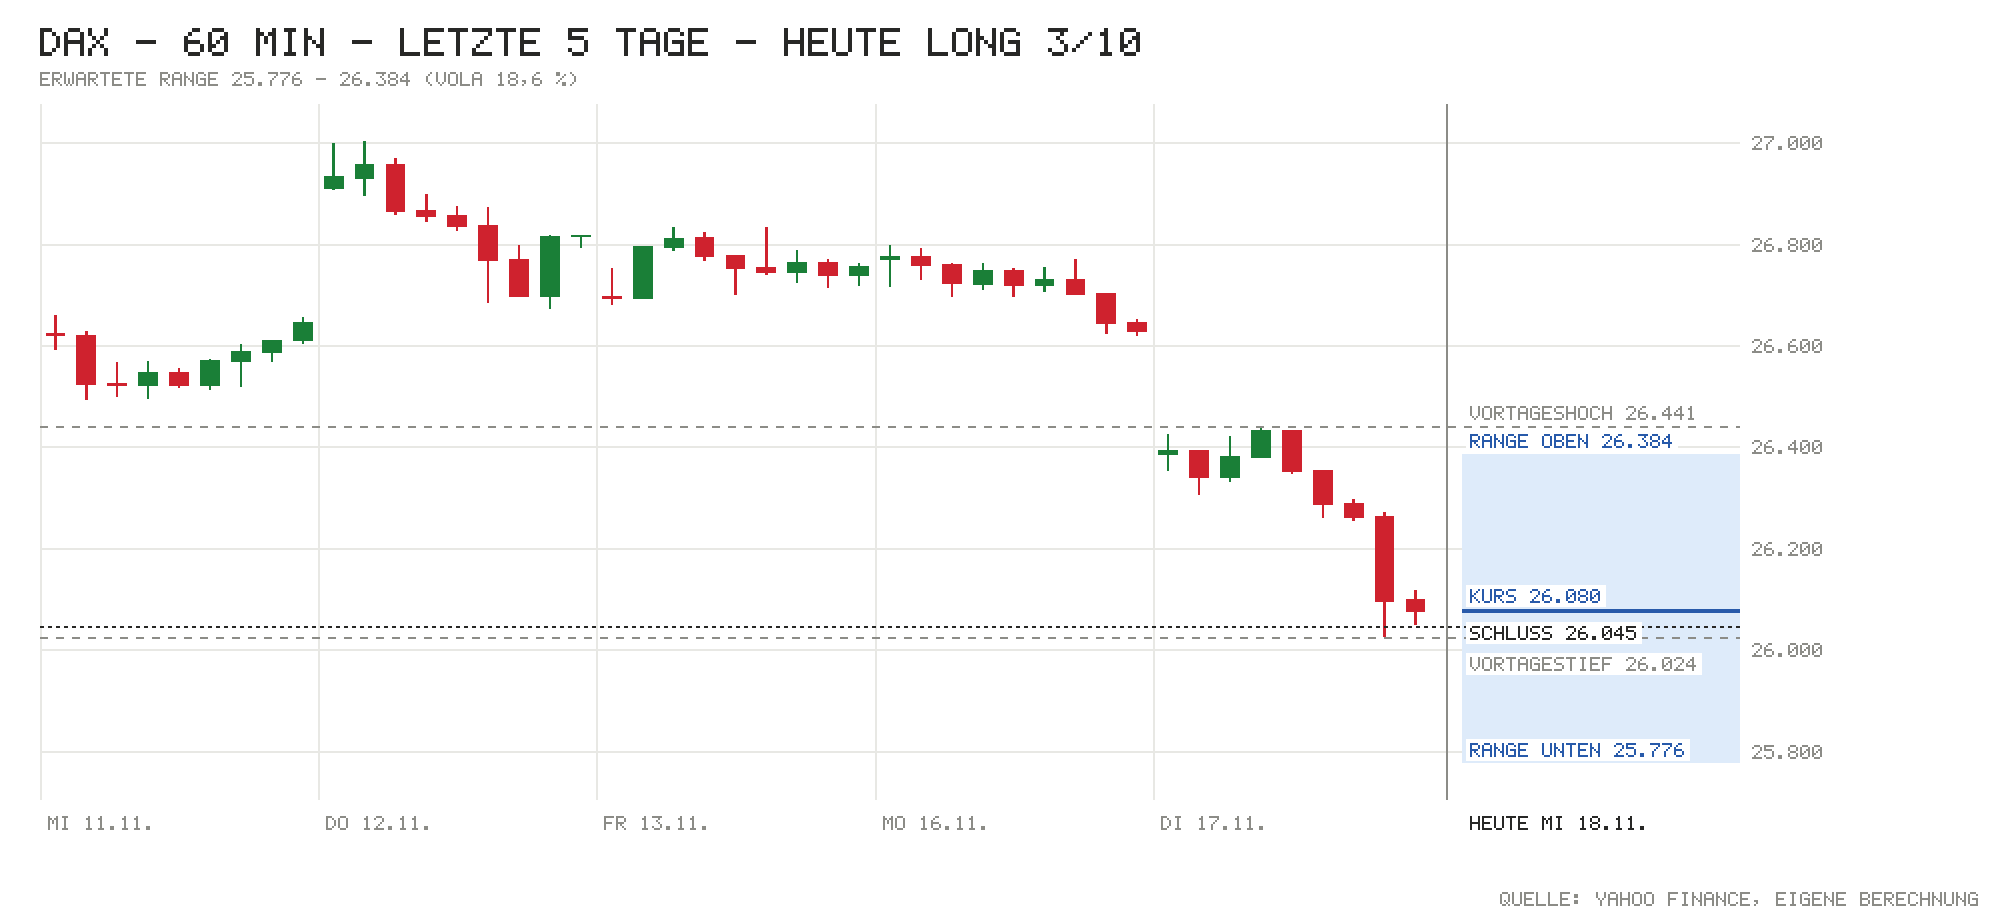 DAX – 60 MIN – LETZTE 5 TAGE – HEUTE LONG 3/10
ERWARTETE RANGE 25.776 – 26.384 (VOLA 18,6 %)
27.000
26.800
26.600
VORTAGESHOCH 26.441
RANGE OBEN 26.384
26.400
26.200
KURS 26.080
SCHLUSS 26.045
26.000
VORTAGESTIEF 26.024
RANGE UNTEN 25.776
25.800
MI 11.11.
DO 12.11.
FR 13.11.
MO 16.11.
DI 17.11.
HEUTE MI 18.11.
QUELLE: YAHOO FINANCE, EIGENE BERECHNUNG